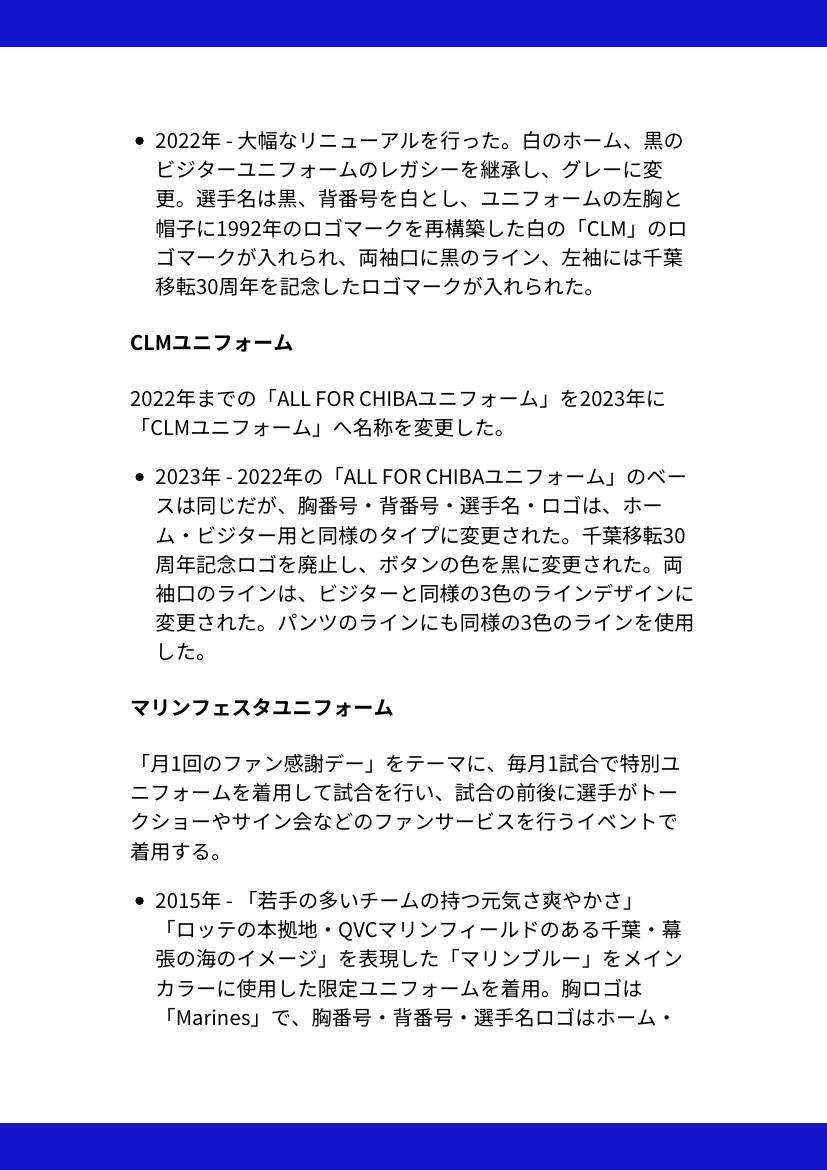 • 2022年 - 大幅なリニューアルを行った。白のホーム、黒の
ビジターユニフォームのレガシーを継承し、グレーに変
更。選手名は黒、背番号を白とし、ユニフォームの左胸と
帽子に1992年のロゴマークを再構築した白の「CLM」のロ
ゴマークが入れられ、両袖口に黒のライン、左袖には千葉
移転30周年を記念したロゴマークが入れられた。
CLMユニフォーム
2022年までの「ALL FOR CHIBAユニフォーム」を2023年に
「CLMユニフォーム」へ名称を変更した。
• 2023年 - 2022年の「ALL FOR CHIBAユニフォーム」のベー
スは同じだが、胸番号・背番号・選手名・ロゴは、ホー
ム・ビジター用と同様のタイプに変更された。千葉移転30
周年記念ロゴを廃止し、ボタンの色を黒に変更された。両
袖口のラインは、ビジターと同様の3色のラインデザインに
変更された。パンツのラインにも同様の3色のラインを使用
した。
マリンフェスタユニフォーム
「月1回のファン感謝デー」をテーマに、毎月1試合で特別ユ
ニフォームを着用して試合を行い、試合の前後に選手がトー
クショーやサイン会などのファンサービスを行うイベントで
着用する。
• 2015年 - 「若手の多いチームの持つ元気さ爽やかさ」
「ロッテの本拠地・QVCマリンフィールドのある千葉・幕
張の海のイメージ」を表現した「マリンブルー」をメイン
カラーに使用した限定ユニフォームを着用。胸ロゴは
「Marines」で、胸番号・背番号・選手名ロゴはホーム・